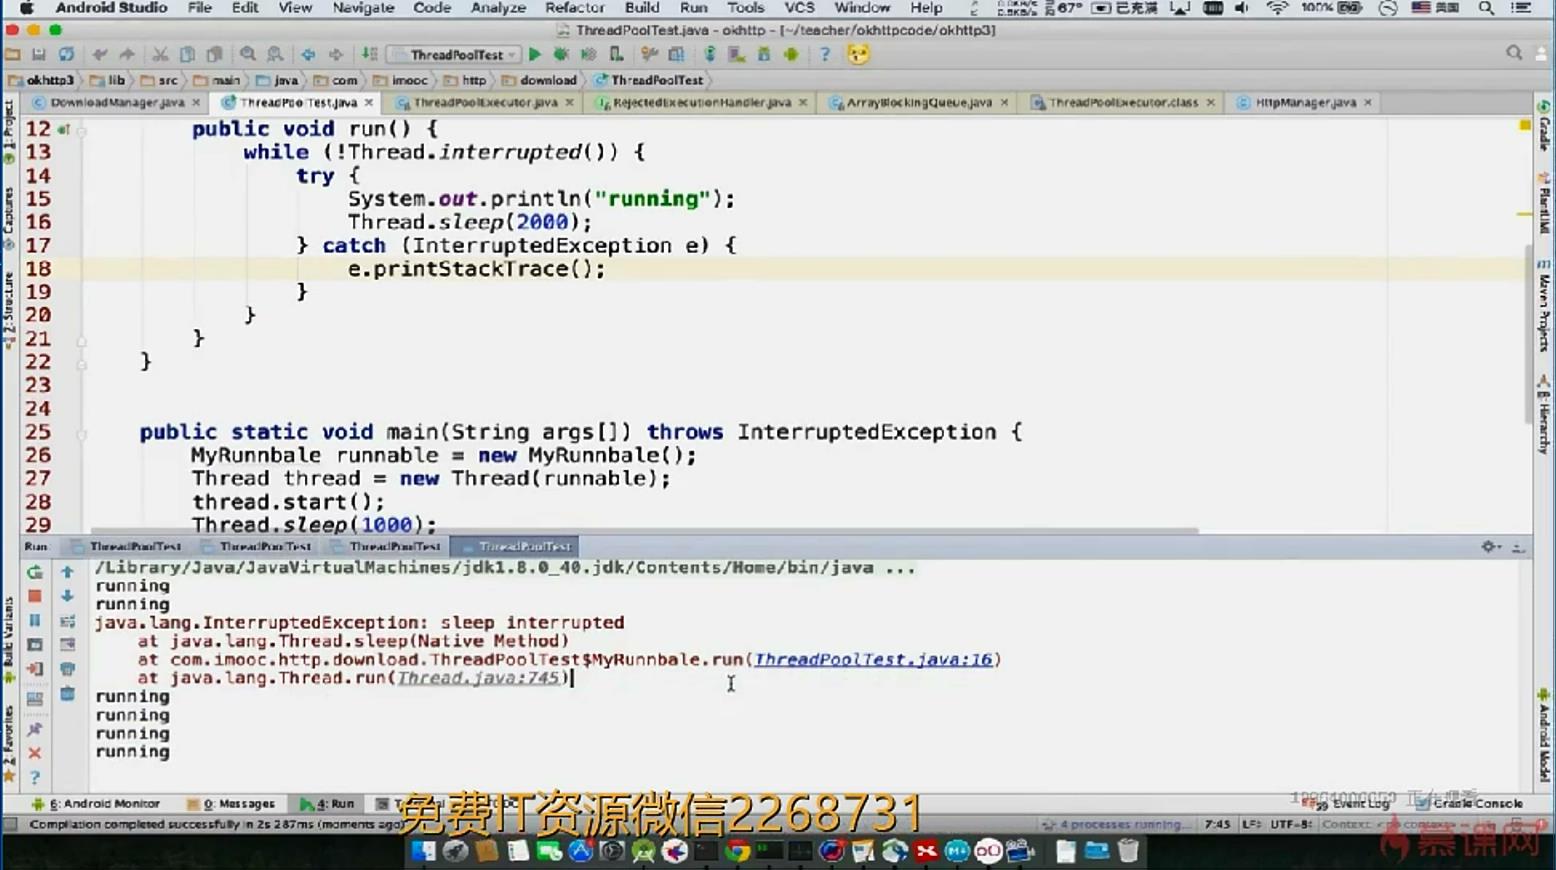 Android Studio File Edit View Navigate Code Analyze Refactor Build Run Tools VCS Window Help 67° 已充满 100% 美国
ThreadPoolTest.java - okhttp - [~/teacher/okhttpcode/okhttp3]
ThreadPoolTest
okhttp3 lib src main java com imooc http download ThreadPoolTest
DownloadManager.java ThreadPoolTest.java ThreadPoolExecutor.java RejectedExecutionHandler.java ArrayBlockingQueue.java ThreadPoolExecutor.class HttpManager.java
1: Project
Captures
2: Structure
Build Variants
2: Favorites
Gradle
PlantUML
Maven Projects
Hierarchy
Android Model
12 public void run() {
13 while (!Thread.interrupted()) {
14 try {
15 System.out.println("running");
16 Thread.sleep(2000);
17 } catch (InterruptedException e) {
18 e.printStackTrace();
19 }
20 }
21 }
22 }
23
24
25 public static void main(String args[]) throws InterruptedException {
26 MyRunnbale runnable = new MyRunnbale();
27 Thread thread = new Thread(runnable);
28 thread.start();
29 Thread.sleep(1000);
Run: ThreadPoolTest ThreadPoolTest ThreadPoolTest ThreadPoolTest
/Library/Java/JavaVirtualMachines/jdk1.8.0_40.jdk/Contents/Home/bin/java ...
running
running
java.lang.InterruptedException: sleep interrupted
at java.lang.Thread.sleep(Native Method)
at com.imooc.http.download.ThreadPoolTest$MyRunnbale.run(ThreadPoolTest.java:16)
at java.lang.Thread.run(Thread.java:745)
running
running
running
running
6: Android Monitor 0: Messages 4: Run Event Log Gradle Console
免费IT资源微信2268731
Compilation completed successfully in 2s 287ms (moments ago) 4 processes running... 7:45 LF: UTF-8: Context:
慕课网